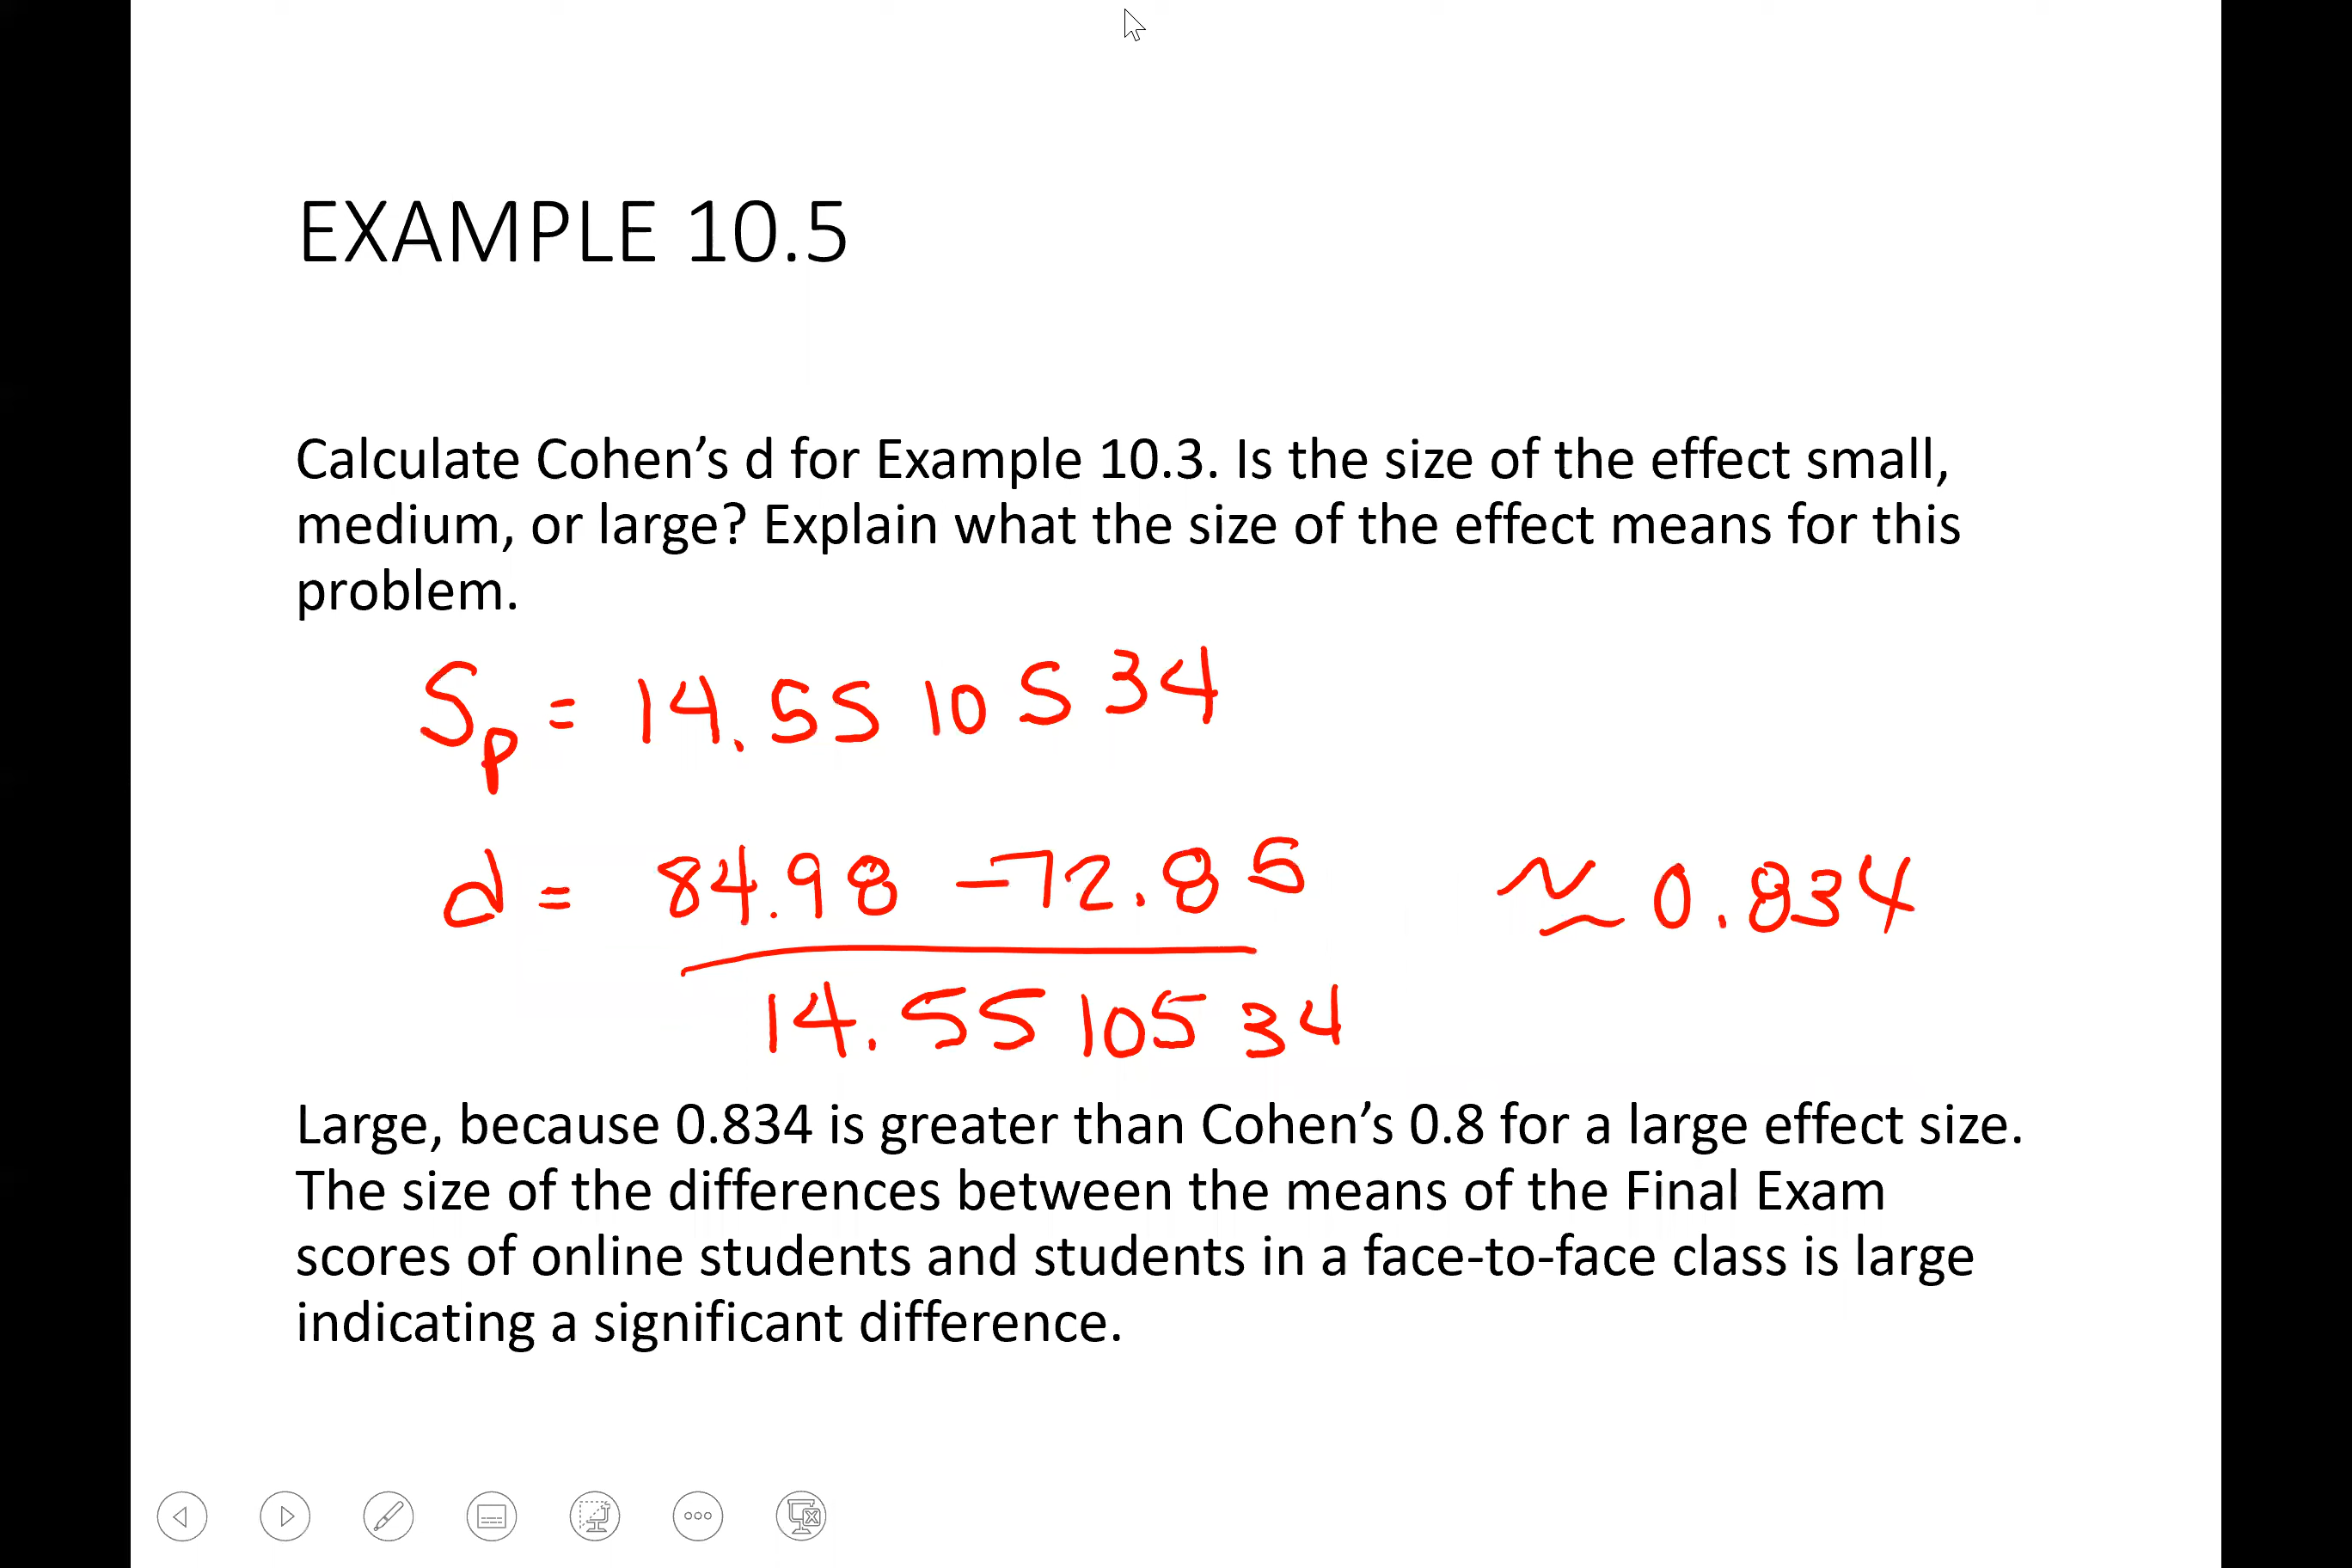 EXAMPLE 10.5
Calculate Cohen’s d for Example 10.3. Is the size of the effect small,
medium, or large? Explain what the size of the effect means for this
problem.
Sp = 14.5510534
d = 84.98 - 72.85 ≃ 0.834
14.5510534
Large, because 0.834 is greater than Cohen’s 0.8 for a large effect size.
The size of the differences between the means of the Final Exam
scores of online students and students in a face-to-face class is large
indicating a significant difference.